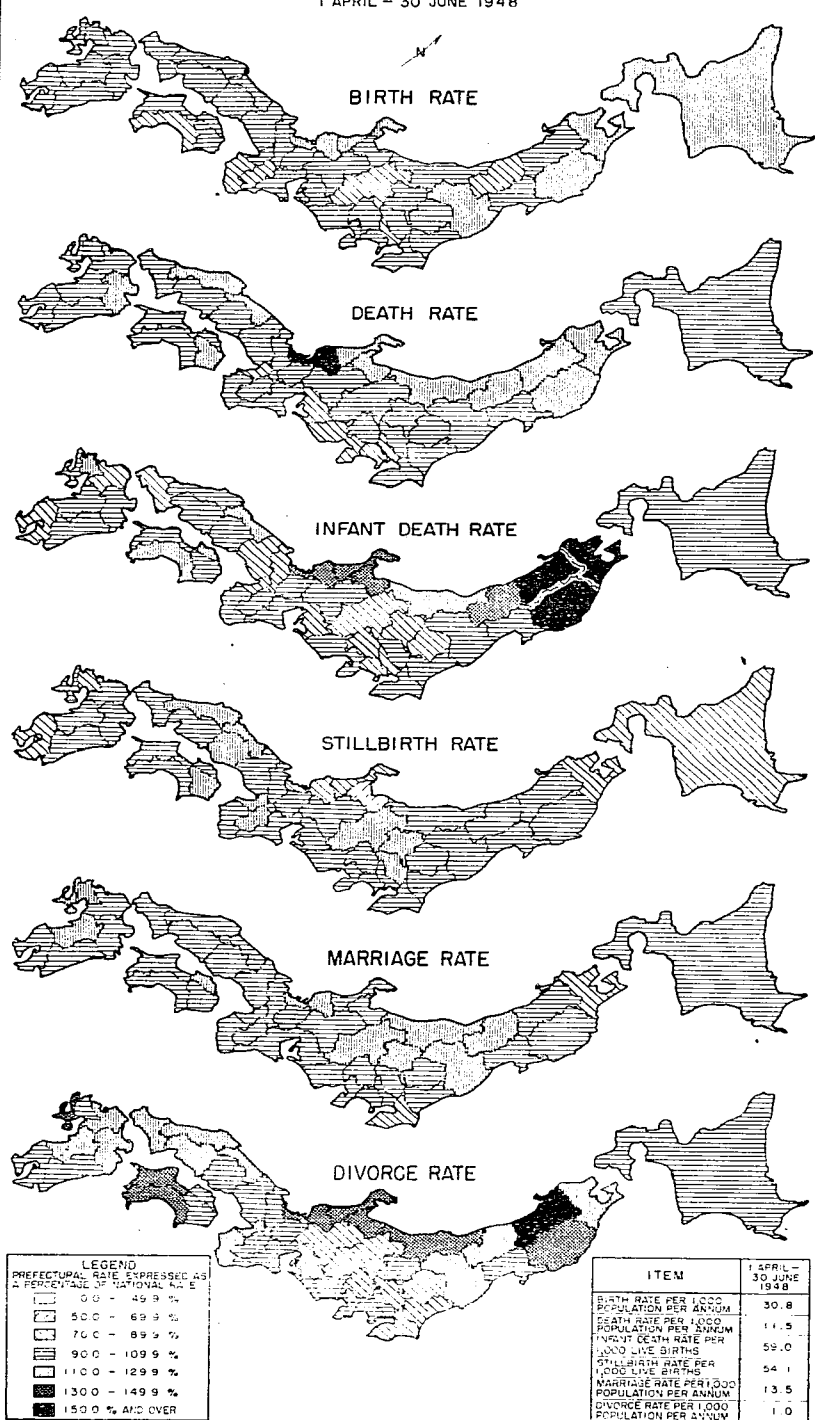 1 APRIL – 30 JUNE 1948
N
BIRTH RATE
DEATH RATE
INFANT DEATH RATE
STILLBIRTH RATE
MARRIAGE RATE
DIVORCE RATE
LEGEND
PREFECTURAL RATE EXPRESSED AS
A PERCENTAGE OF NATIONAL RATE
0.0 - 49.9 %
50.0 - 69.9 %
70.0 - 89.9 %
90.0 - 109.9 %
110.0 - 129.9 %
130.0 - 149.9 %
150.0 % AND OVER
ITEM
1 APRIL –
30 JUNE
1948
BIRTH RATE PER 1,000
POPULATION PER ANNUM 30.8
DEATH RATE PER 1,000
POPULATION PER ANNUM 11.5
INFANT DEATH RATE PER
1,000 LIVE BIRTHS 59.0
STILLBIRTH RATE PER
1,000 LIVE BIRTHS 54.1
MARRIAGE RATE PER 1,000
POPULATION PER ANNUM 13.5
DIVORCE RATE PER 1,000
POPULATION PER ANNUM 1.0